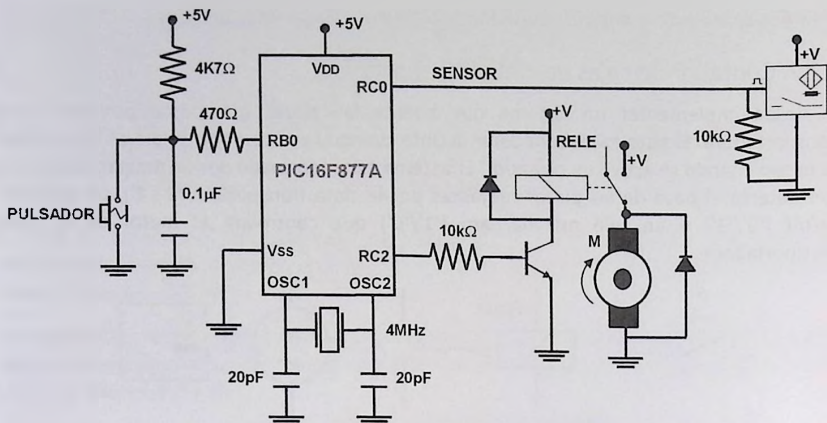 +5V
4K7Ω
470Ω
0.1µF
PULSADOR
+5V
VDD
RC0
RB0
PIC16F877A
Vss
RC2
OSC1
OSC2
4MHz
20pF
20pF
SENSOR
10kΩ
+V
RELE
+V
M
10kΩ
+V